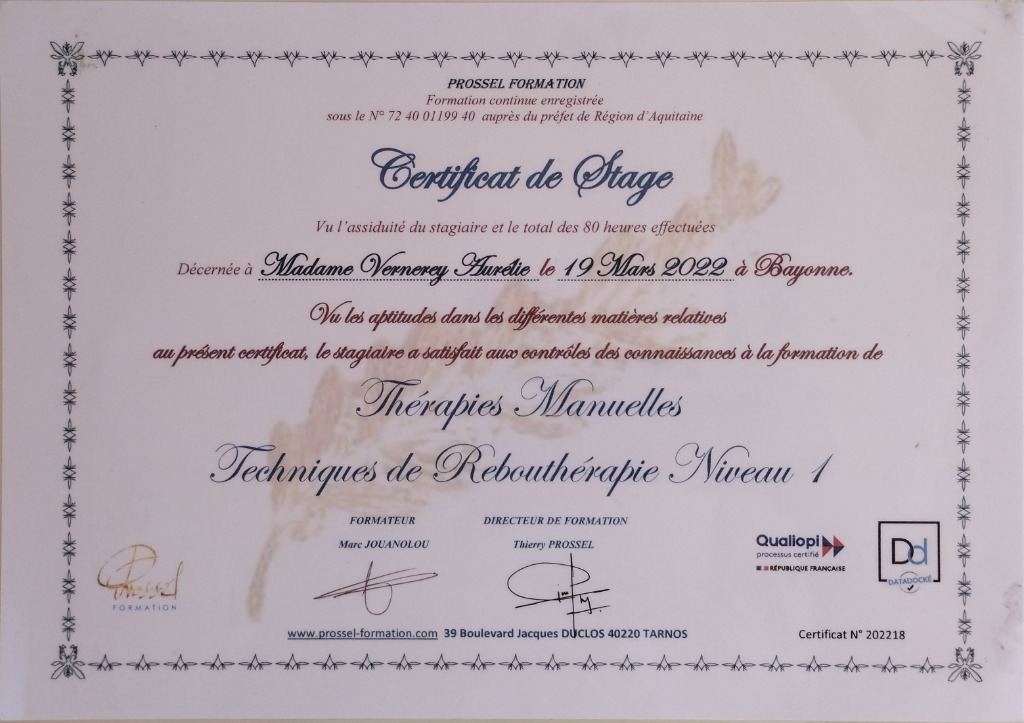 PROSSEL FORMATION
Formation continue enregistrée
sous le N° 72 40 01199 40 auprès du préfet de Région d'Aquitaine
Certificat de Stage
Vu l'assiduité du stagiaire et le total des 80 heures effectuées
Décernée à Madame Vernerey Aurélie le 19 Mars 2022 à Bayonne.
Vu les aptitudes dans les différentes matières relatives
au présent certificat, le stagiaire a satisfait aux contrôles des connaissances à la formation de
Thérapies Manuelles
Techniques de Rebouthérapie Niveau 1
FORMATEUR DIRECTEUR DE FORMATION
Marc JOUANOLOU Thierry PROSSEL
Prossel
FORMATION
Qualiopi
processus certifié
RÉPUBLIQUE FRANÇAISE
Dd
DATADOCKÉ
www.prossel-formation.com 39 Boulevard Jacques DUCLOS 40220 TARNOS
Certificat N° 202218